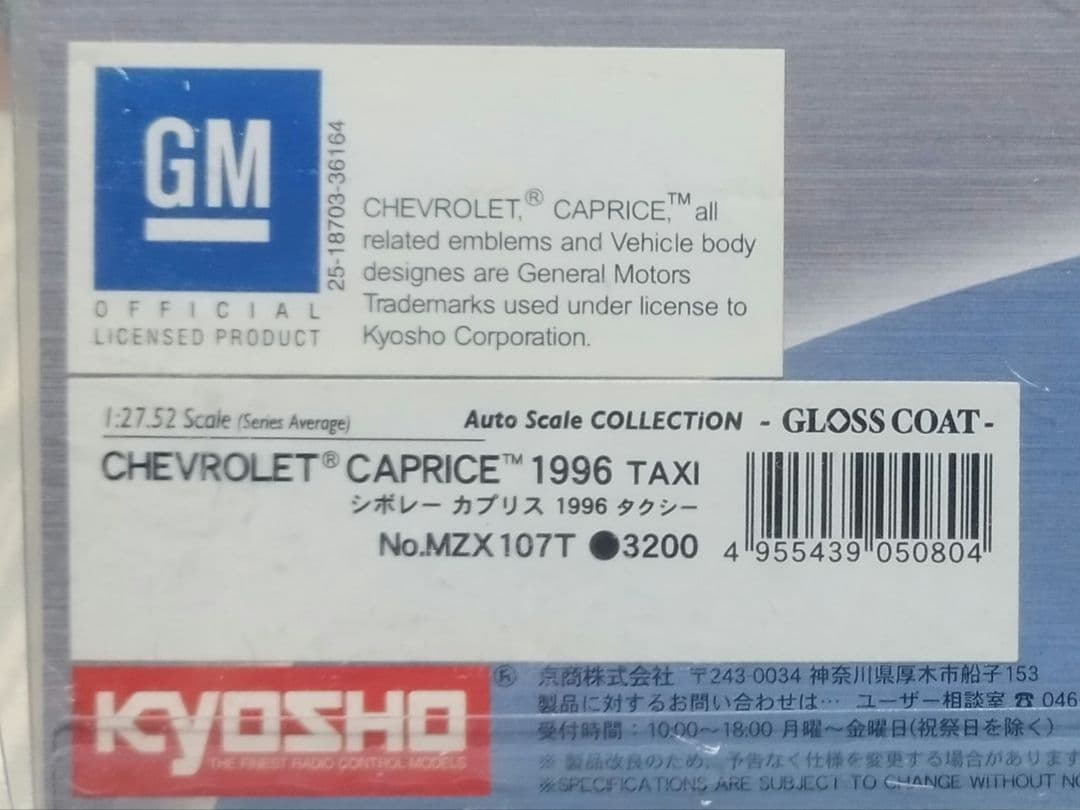 GM
OFFICIAL
LICENSED PRODUCT
25-18703-36164
CHEVROLET,® CAPRICE,™ all
related emblems and Vehicle body
designes are General Motors
Trademarks used under license to
Kyosho Corporation.
1:27.52 Scale (Series Average)
Auto Scale COLLECTiON - GLOSS COAT-
CHEVROLET® CAPRICE™ 1996 TAXI
シボレー カプリス 1996 タクシー
No.MZX107T ●3200
4 955439 050804
KYOSHO
THE FINEST RADIO CONTROL MODELS
® 京商株式会社 〒243-0034 神奈川県厚木市船子153
製品に対するお問い合わせは… ユーザー相談室 ☎ 046
受付時間：10:00～18:00 月曜～金曜日(祝祭日を除く)
※ 製品改良のため、予告なく仕様を変更する場合があります
※SPECIFICATIONS ARE SUBJECT TO CHANGE WITHOUT NO